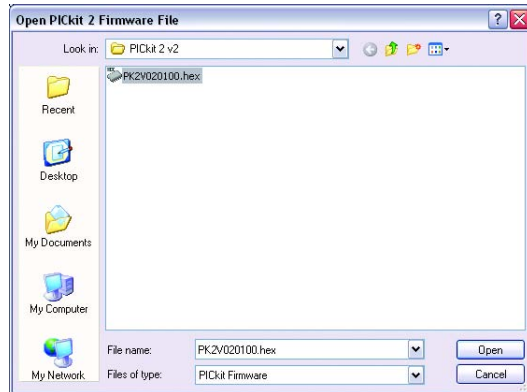 Open PICkit 2 Firmware File
Look in: PICkit 2 v2
PK2V020100.hex
Recent
Desktop
My Documents
My Computer
My Network
File name: PK2V020100.hex Open
Files of type: PICkit Firmware Cancel